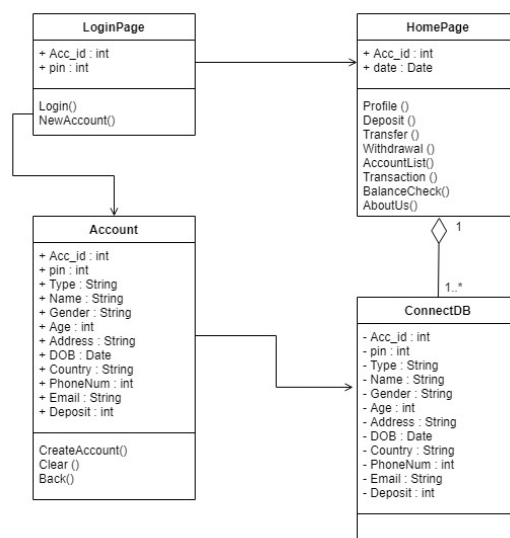 LoginPage
+ Acc_id : int
+ pin : int
Login()
NewAccount()
HomePage
+ Acc_id : int
+ date : Date
Profile ()
Deposit ()
Transfer ()
Withdrawal ()
AccountList()
Transaction ()
BalanceCheck()
AboutUs()
1
1..*
Account
+ Acc_id : int
+ pin : int
+ Type : String
+ Name : String
+ Gender : String
+ Age : int
+ Address : String
+ DOB : Date
+ Country : String
+ PhoneNum : int
+ Email : String
+ Deposit : int
CreateAccount()
Clear ()
Back()
ConnectDB
- Acc_id : int
- pin : int
- Type : String
- Name : String
- Gender : String
- Age : int
- Address : String
- DOB : Date
- Country : String
- PhoneNum : int
- Email : String
- Deposit : int